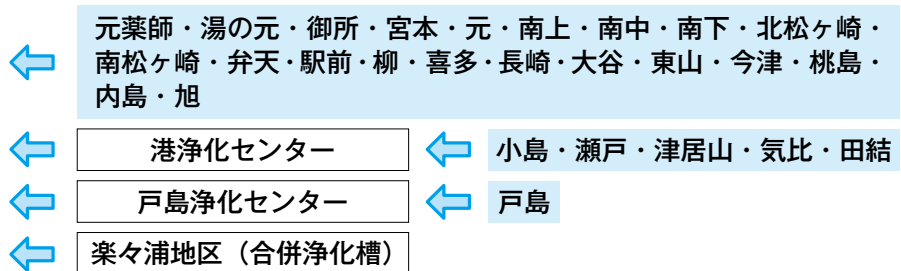 元薬師・湯の元・御所・宮本・元・南上・南中・南下・北松ヶ崎・
南松ヶ崎・弁天・駅前・柳・喜多・長崎・大谷・東山・今津・桃島・
内島・旭
港浄化センター
小島・瀬戸・津居山・気比・田結
戸島浄化センター
戸島
楽々浦地区（合併浄化槽）